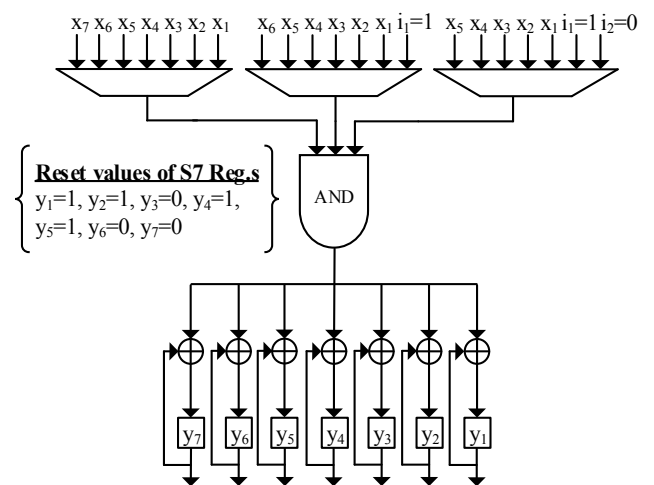 x₇ x₆ x₅ x₄ x₃ x₂ x₁
x₆ x₅ x₄ x₃ x₂ x₁ i₁=1
x₅ x₄ x₃ x₂ x₁ i₁=1 i₂=0
Reset values of S7 Reg.s
y₁=1, y₂=1, y₃=0, y₄=1,
y₅=1, y₆=0, y₇=0
AND
y₇ y₆ y₅ y₄ y₃ y₂ y₁